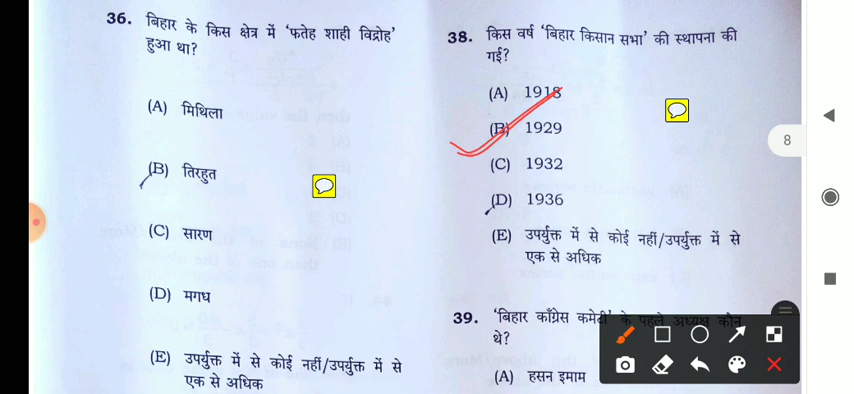 36. बिहार के किस क्षेत्र में ‘फतेह शाही विद्रोह’
हुआ था?
(A) मिथिला
(B) तिरहुत
(C) सारण
(D) मगध
(E) उपर्युक्त में से कोई नहीं/उपर्युक्त में से
एक से अधिक
38. किस वर्ष ‘बिहार किसान सभा’ की स्थापना की
गई?
(A) 1918
(B) 1929
(C) 1932
(D) 1936
(E) उपर्युक्त में से कोई नहीं/उपर्युक्त में से
एक से अधिक
39. ‘बिहार काँग्रेस कमेटी’ के पहले अध्यक्ष कौन
थे?
(A) हसन इमाम
8